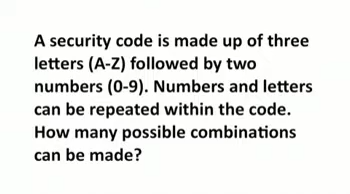 A security code is made up of three
letters (A-Z) followed by two
numbers (0-9). Numbers and letters
can be repeated within the code.
How many possible combinations
can be made?